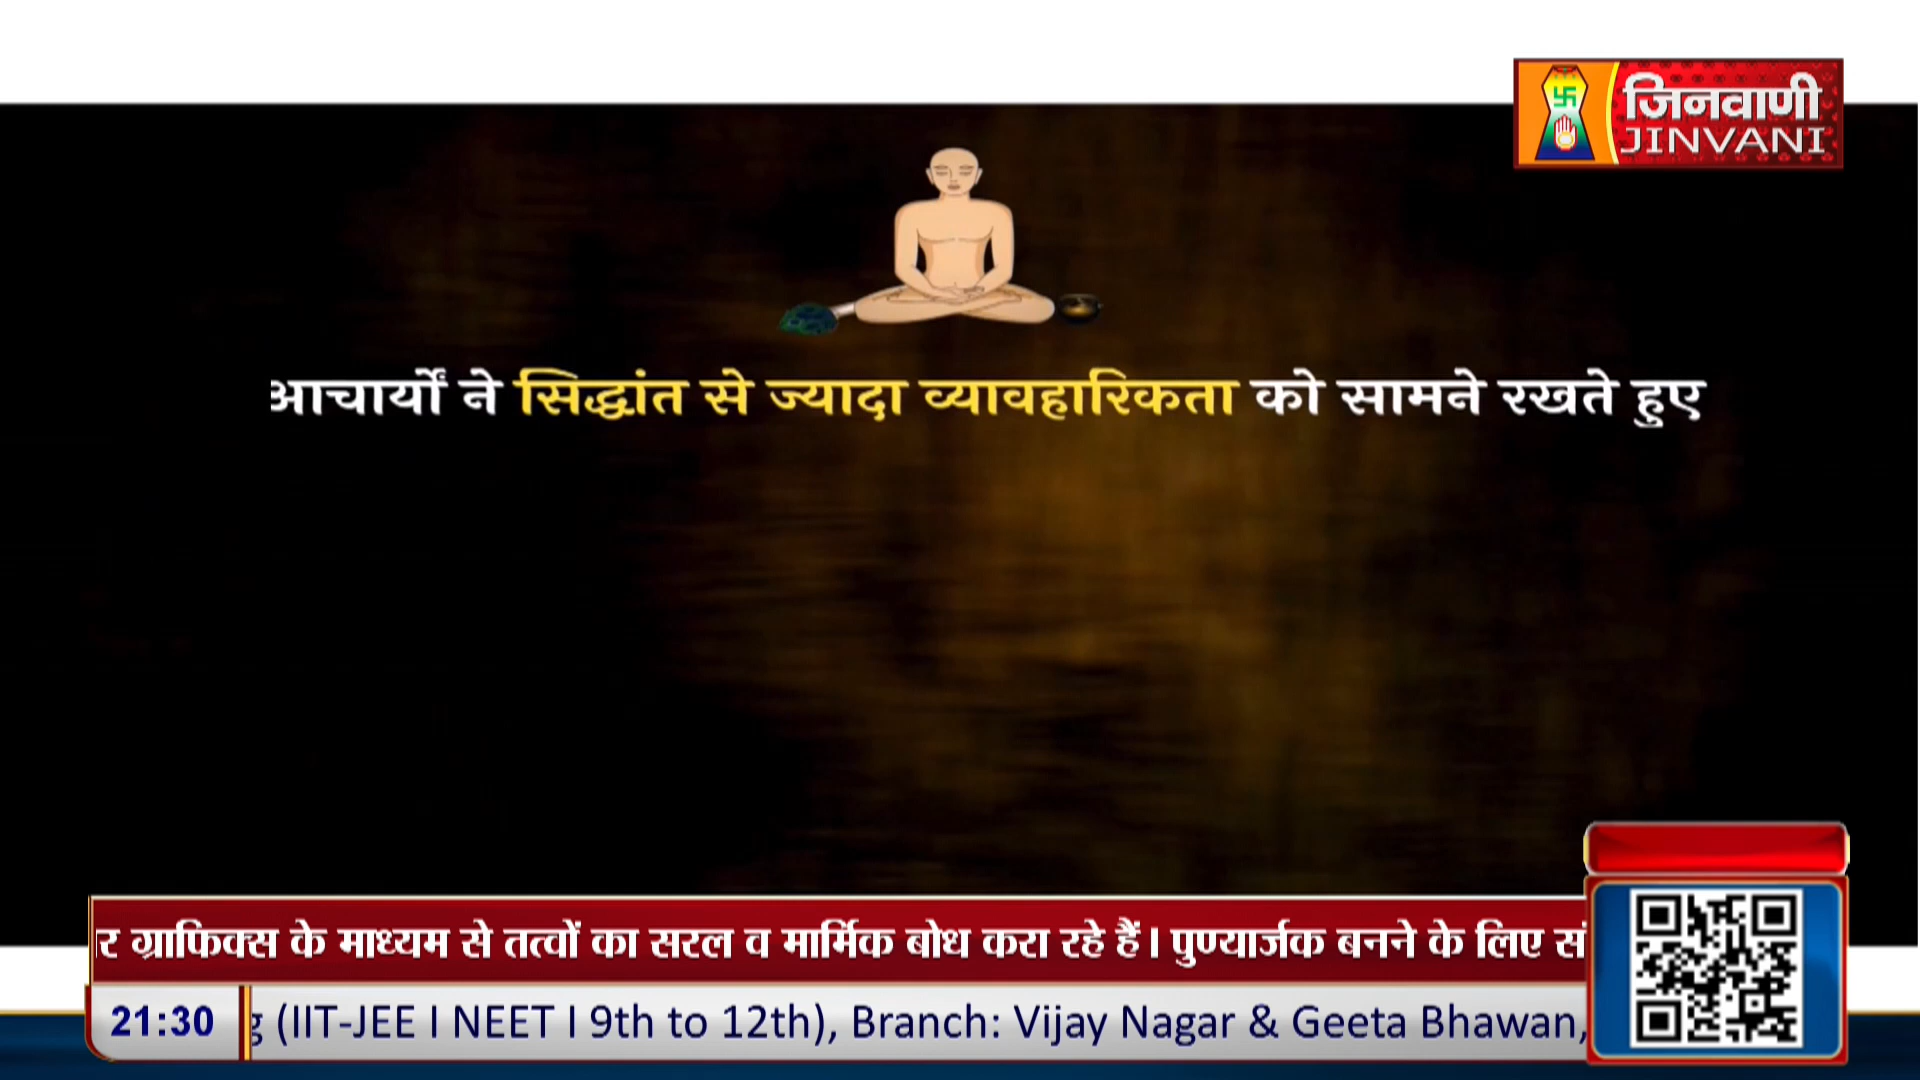 जिनवाणी
JINVANI
आचार्यों ने सिद्धांत से ज्यादा व्यावहारिकता को सामने रखते हुए
र ग्राफिक्स के माध्यम से तत्वों का सरल व मार्मिक बोध करा रहे हैं। पुण्यार्जक बनने के लिए सं
21:30
g (IIT-JEE I NEET I 9th to 12th), Branch: Vijay Nagar & Geeta Bhawan,